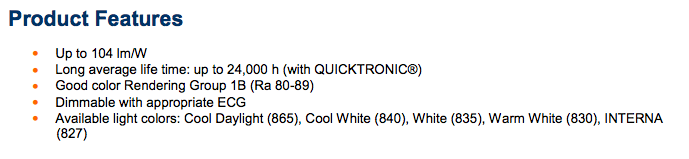 Product Features
• Up to 104 lm/W
• Long average life time: up to 24,000 h (with QUICKTRONIC®)
• Good color Rendering Group 1B (Ra 80-89)
• Dimmable with appropriate ECG
• Available light colors: Cool Daylight (865), Cool White (840), White (835), Warm White (830), INTERNA
(827)